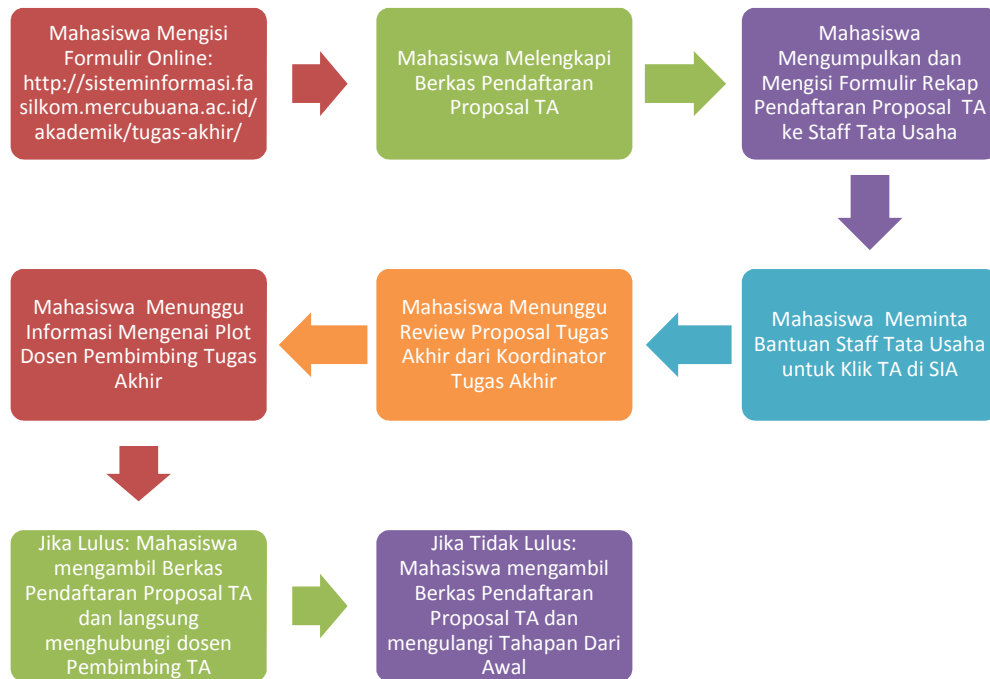 Mahasiswa Mengisi
Formulir Online:
http://sisteminformasi.fa
silkom.mercubuana.ac.id/
akademik/tugas-akhir/
Mahasiswa Melengkapi
Berkas Pendaftaran
Proposal TA
Mahasiswa
Mengumpulkan dan
Mengisi Formulir Rekap
Pendaftaran Proposal TA
ke Staff Tata Usaha
Mahasiswa Meminta
Bantuan Staff Tata Usaha
untuk Klik TA di SIA
Mahasiswa Menunggu
Review Proposal Tugas
Akhir dari Koordinator
Tugas Akhir
Mahasiswa Menunggu
Informasi Mengenai Plot
Dosen Pembimbing Tugas
Akhir
Jika Lulus: Mahasiswa
mengambil Berkas
Pendaftaran Proposal TA
dan langsung
menghubungi dosen
Pembimbing TA
Jika Tidak Lulus:
Mahasiswa mengambil
Berkas Pendaftaran
Proposal TA dan
mengulangi Tahapan Dari
Awal